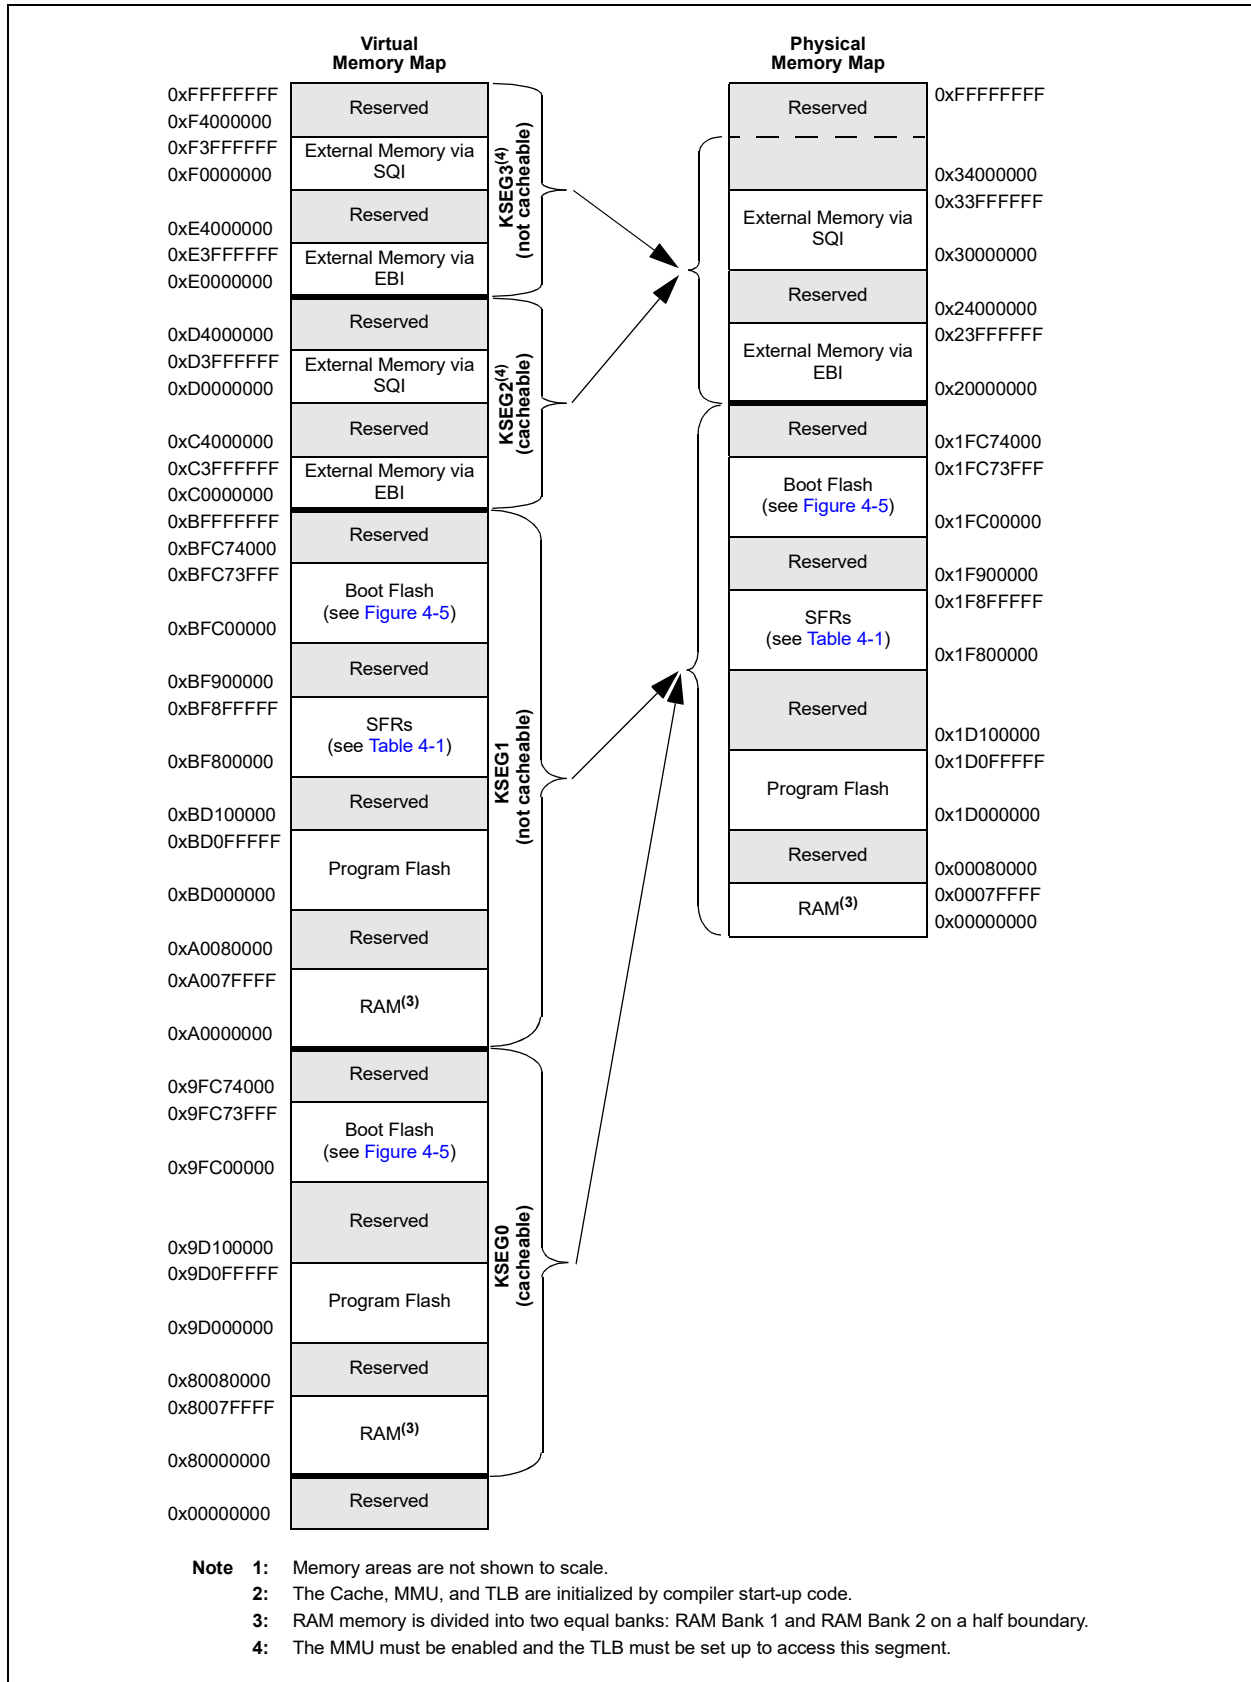 Virtual
Memory Map
0xFFFFFFFF
Reserved
0xF4000000
0xF3FFFFFF
External Memory via
SQI
0xF0000000
Reserved
0xE4000000
0xE3FFFFFF
External Memory via
EBI
0xE0000000
KSEG3(4)
(not cacheable)
Reserved
0xD4000000
0xD3FFFFFF
External Memory via
SQI
0xD0000000
Reserved
0xC4000000
0xC3FFFFFF
External Memory via
EBI
0xC0000000
KSEG2(4)
(cacheable)
0xBFFFFFFF
Reserved
0xBFC74000
0xBFC73FFF
Boot Flash
(see Figure 4-5)
0xBFC00000
Reserved
0xBF900000
0xBF8FFFFF
SFRs
(see Table 4-1)
0xBF800000
Reserved
0xBD100000
0xBD0FFFFF
Program Flash
0xBD000000
Reserved
0xA0080000
0xA007FFFF
RAM(3)
0xA0000000
KSEG1
(not cacheable)
Reserved
0x9FC74000
0x9FC73FFF
Boot Flash
(see Figure 4-5)
0x9FC00000
Reserved
0x9D100000
0x9D0FFFFF
Program Flash
0x9D000000
Reserved
0x80080000
0x8007FFFF
RAM(3)
0x80000000
KSEG0
(cacheable)
Reserved
0x00000000
Physical
Memory Map
0xFFFFFFFF
Reserved
0x34000000
0x33FFFFFF
External Memory via
SQI
0x30000000
Reserved
0x24000000
0x23FFFFFF
External Memory via
EBI
0x20000000
Reserved
0x1FC74000
0x1FC73FFF
Boot Flash
(see Figure 4-5)
0x1FC00000
Reserved
0x1F900000
0x1F8FFFFF
SFRs
(see Table 4-1)
0x1F800000
Reserved
0x1D100000
0x1D0FFFFF
Program Flash
0x1D000000
Reserved
0x00080000
0x0007FFFF
RAM(3)
0x00000000
Note 1: Memory areas are not shown to scale.
2: The Cache, MMU, and TLB are initialized by compiler start-up code.
3: RAM memory is divided into two equal banks: RAM Bank 1 and RAM Bank 2 on a half boundary.
4: The MMU must be enabled and the TLB must be set up to access this segment.